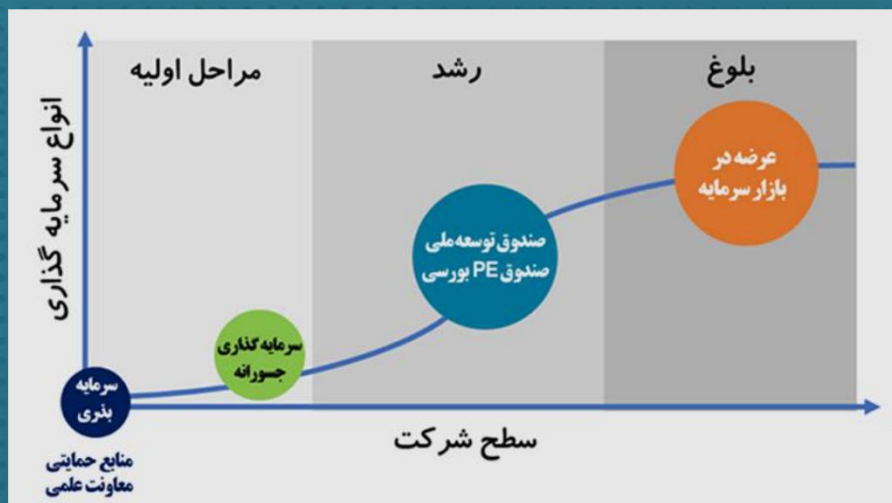 مراحل اولیه
رشد
بلوغ
انواع سرمایه گذاری
عرضه در
بازار سرمایه
صندوق توسعه ملی
صندوق PE بورسی
سرمایه گذاری
جسورانه
سرمایه
بذری
سطح شرکت
منابع حمایتی
معاونت علمی